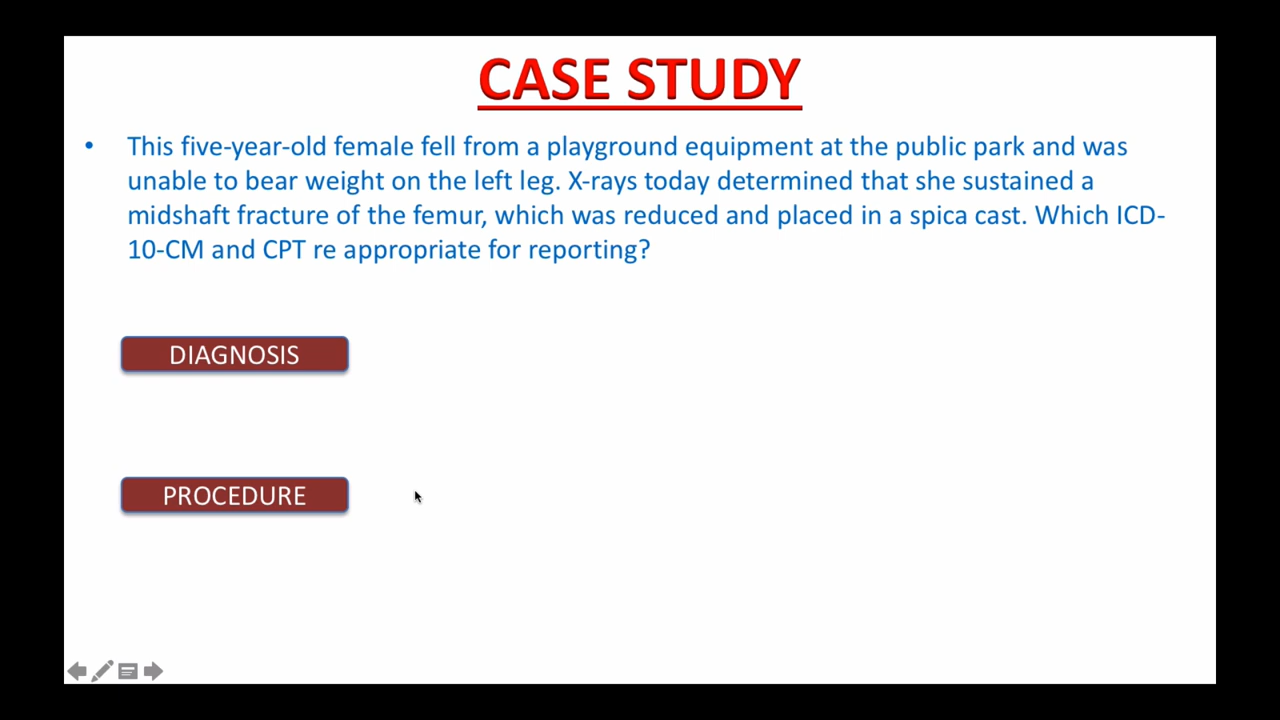 CASE STUDY
• This five-year-old female fell from a playground equipment at the public park and was
unable to bear weight on the left leg. X-rays today determined that she sustained a
midshaft fracture of the femur, which was reduced and placed in a spica cast. Which ICD-
10-CM and CPT re appropriate for reporting?
DIAGNOSIS
PROCEDURE